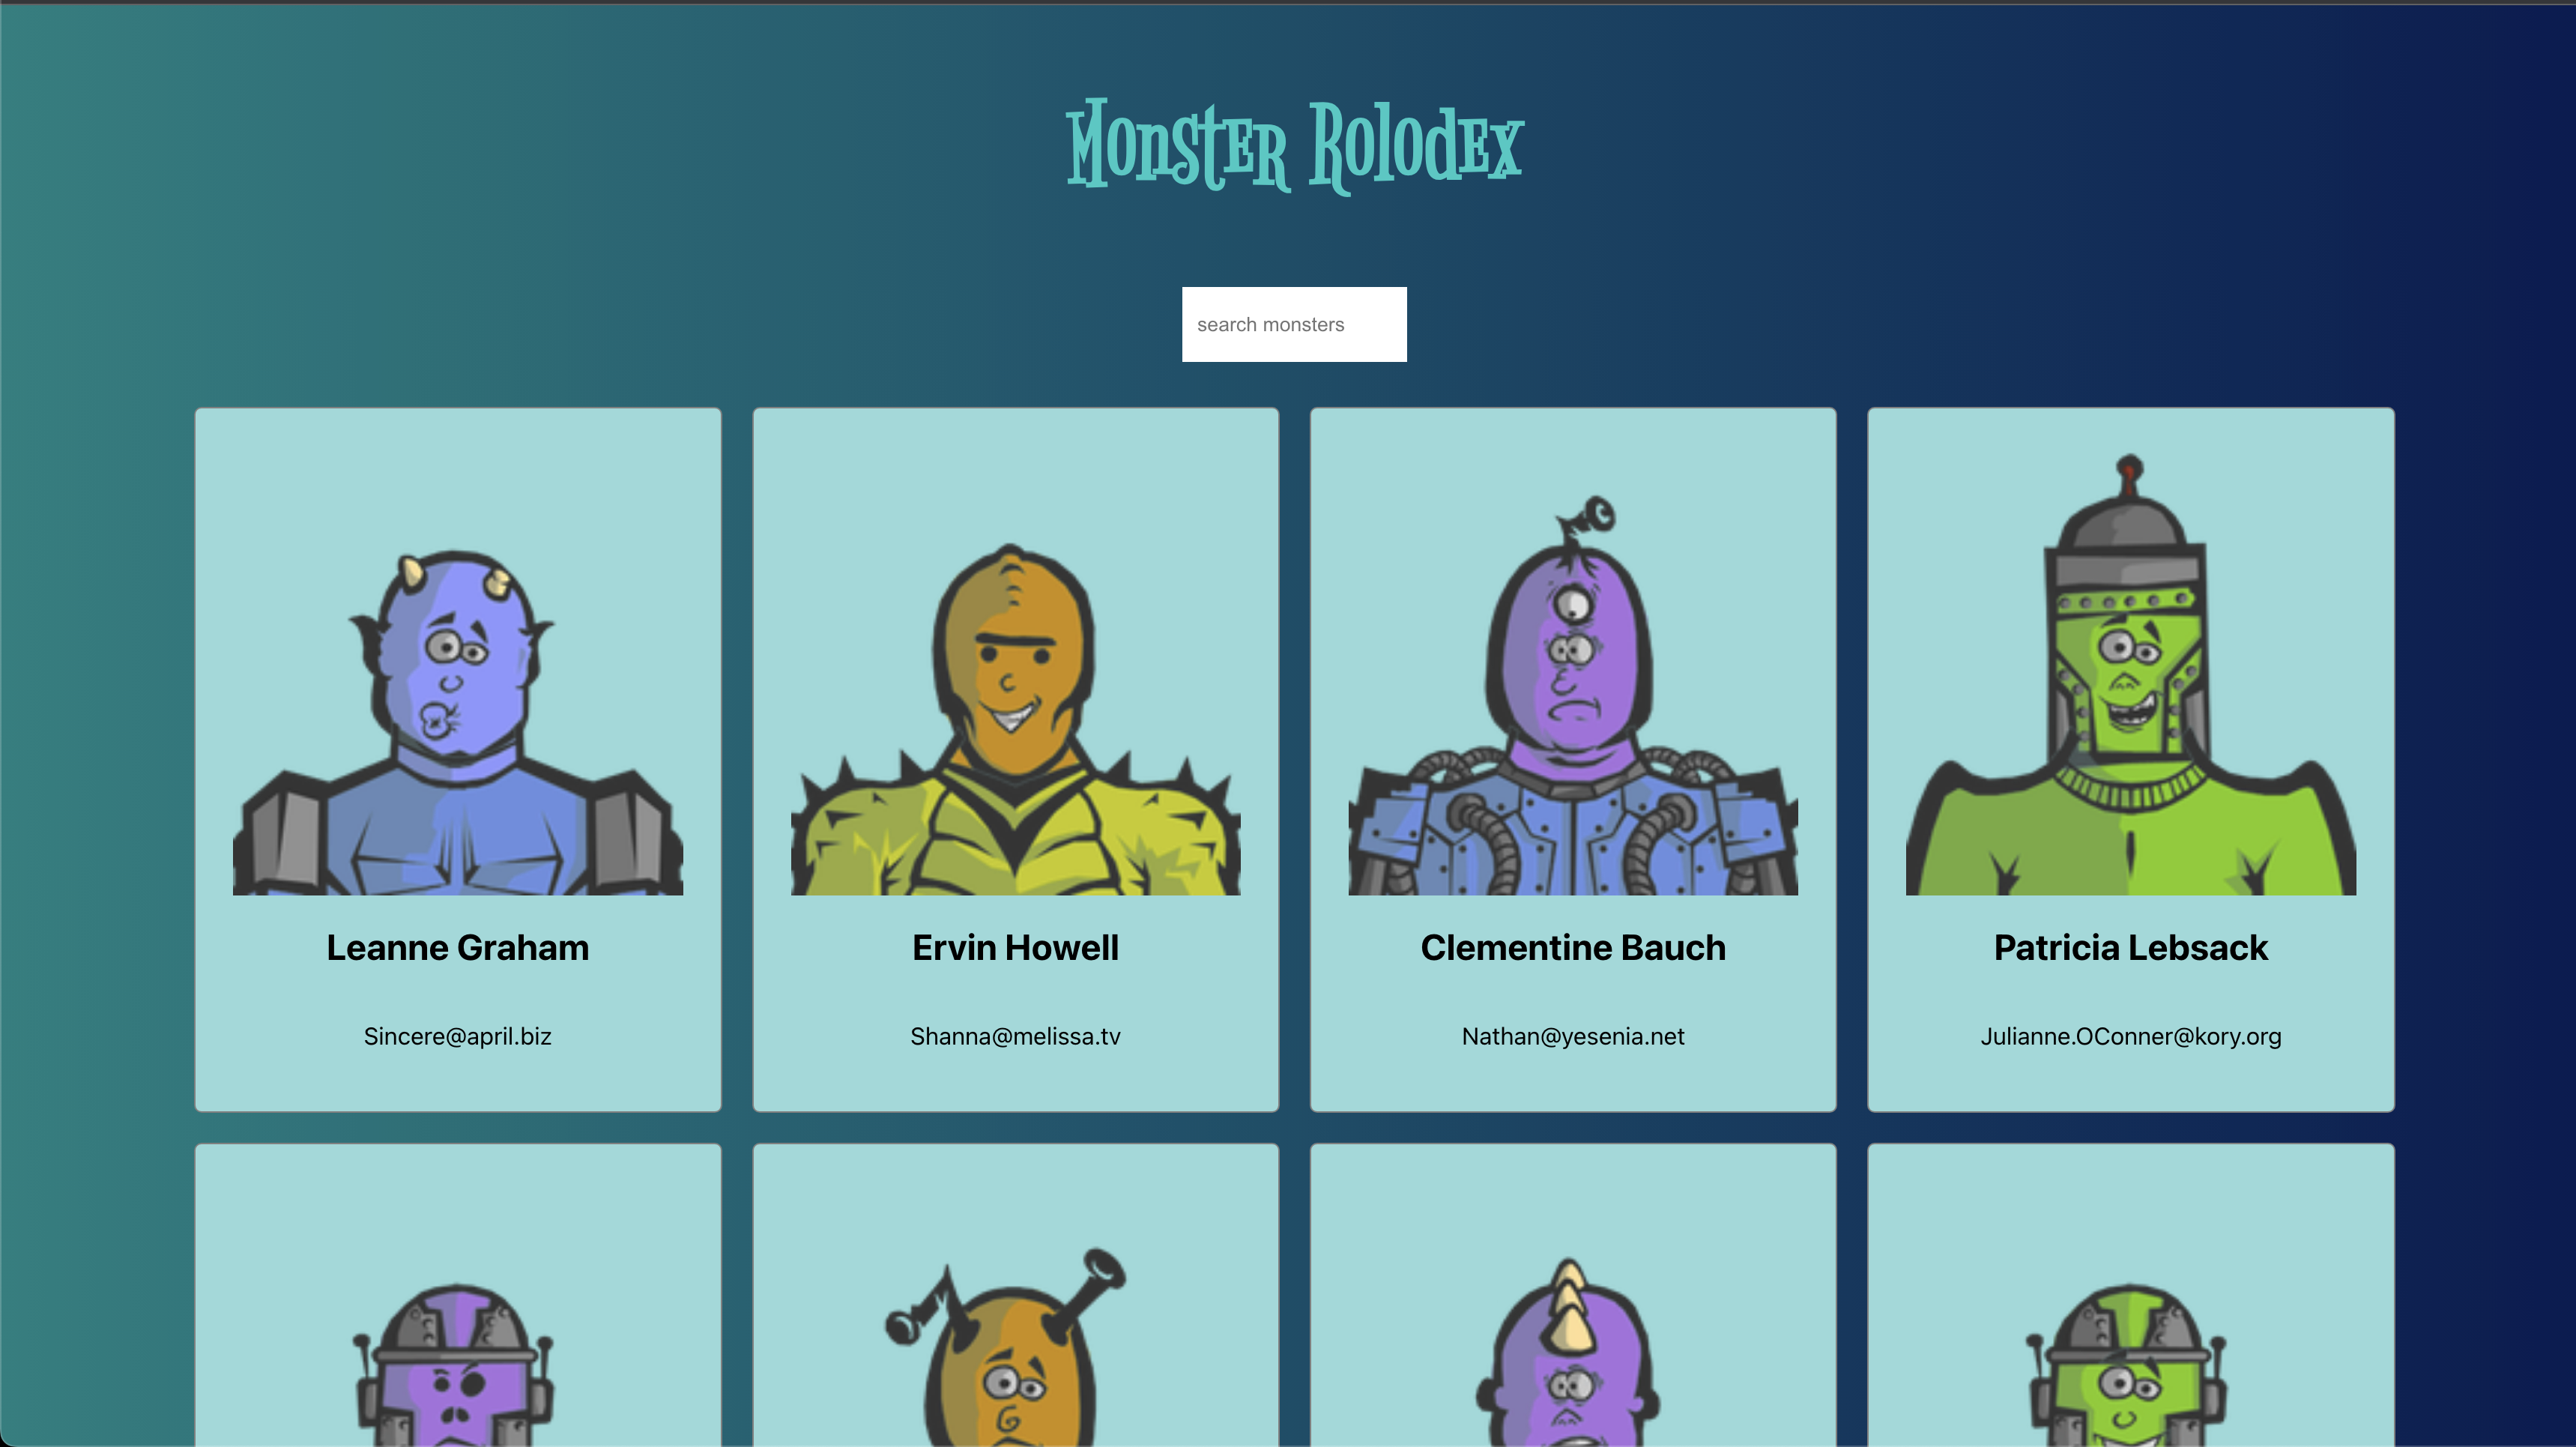 Monster Rolodex
search monsters
Leanne Graham
Ervin Howell
Clementine Bauch
Patricia Lebsack
Sincere@april.biz
Shanna@melissa.tv
Nathan@yesenia.net
Julianne.OConner@kory.org